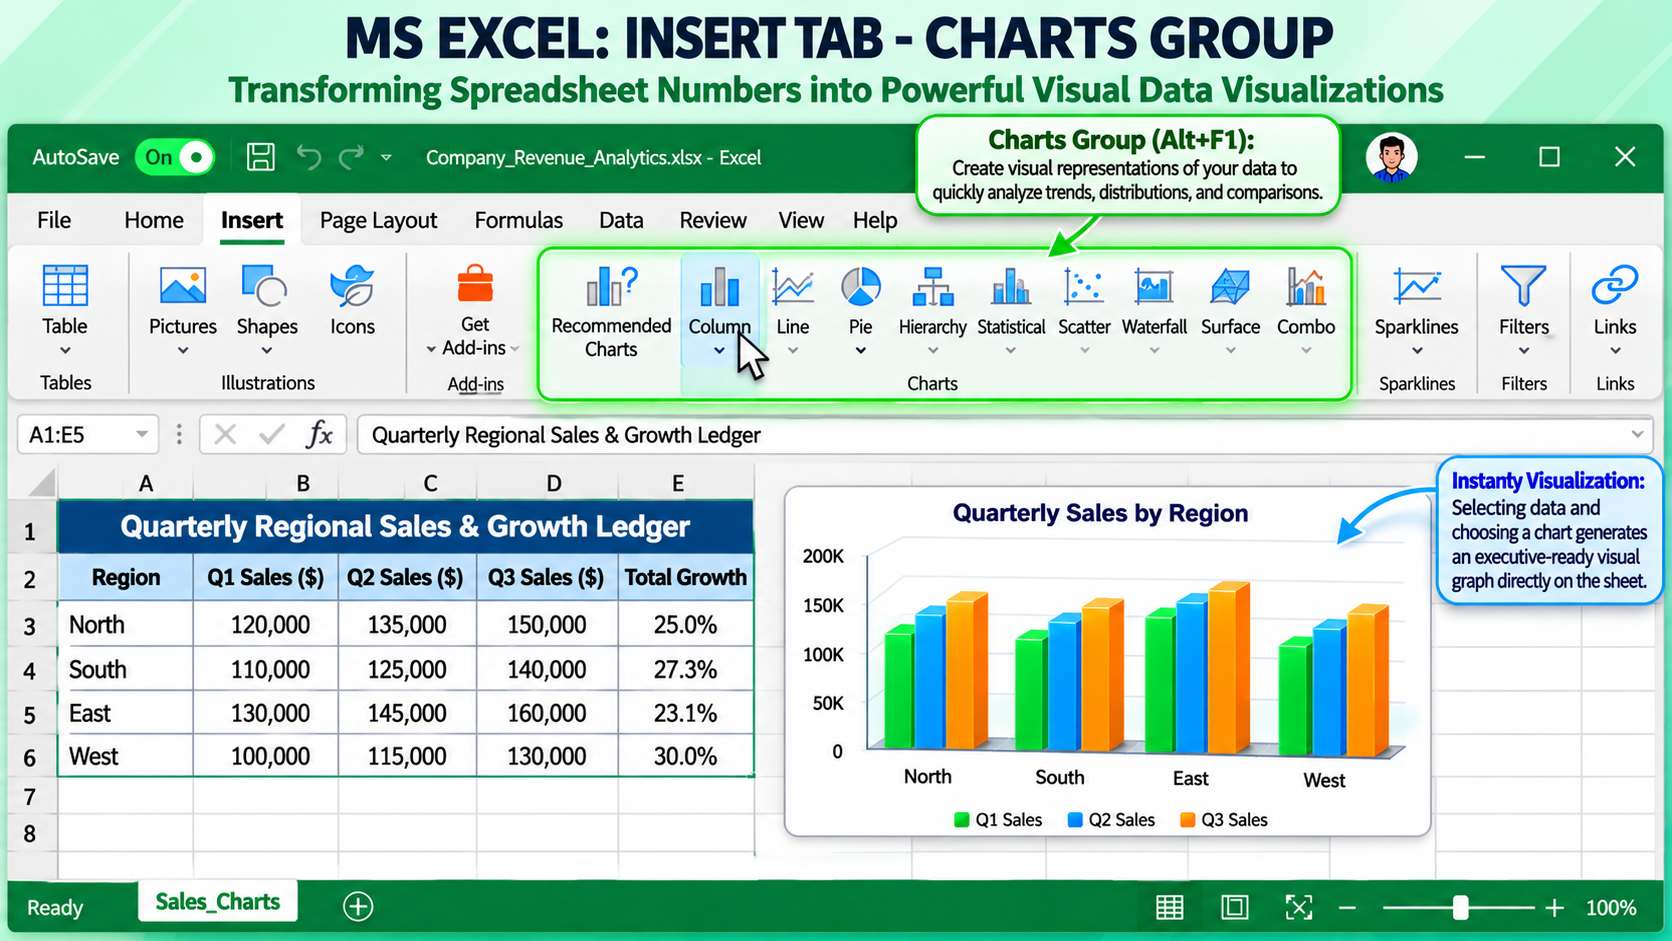 MS EXCEL: INSERT TAB - CHARTS GROUP
Transforming Spreadsheet Numbers into Powerful Visual Data Visualizations
AutoSave On Company_Revenue_Analytics.xlsx - Excel
Charts Group (Alt+F1):
Create visual representations of your data to
quickly analyze trends, distributions, and comparisons.
File Home Insert Page Layout Formulas Data Review View Help
Table
Pictures Shapes Icons
Get
Add-ins
Recommended
Charts
Column Line Pie Hierarchy Statistical Scatter Waterfall Surface Combo
Sparklines Filters Links
Tables Illustrations Add-ins Charts Sparklines Filters Links
A1:E5 fx Quarterly Regional Sales & Growth Ledger
A B C D E
1 Quarterly Regional Sales & Growth Ledger
2 Region Q1 Sales ($) Q2 Sales ($) Q3 Sales ($) Total Growth
3 North 120,000 135,000 150,000 25.0%
4 South 110,000 125,000 140,000 27.3%
5 East 130,000 145,000 160,000 23.1%
6 West 100,000 115,000 130,000 30.0%
7
8
Quarterly Sales by Region
200K
150K
100K
50K
0
North South East West
Q1 Sales Q2 Sales Q3 Sales
Instanty Visualization:
Selecting data and
choosing a chart generates
an executive-ready visual
graph directly on the sheet.
Ready Sales_Charts 100%